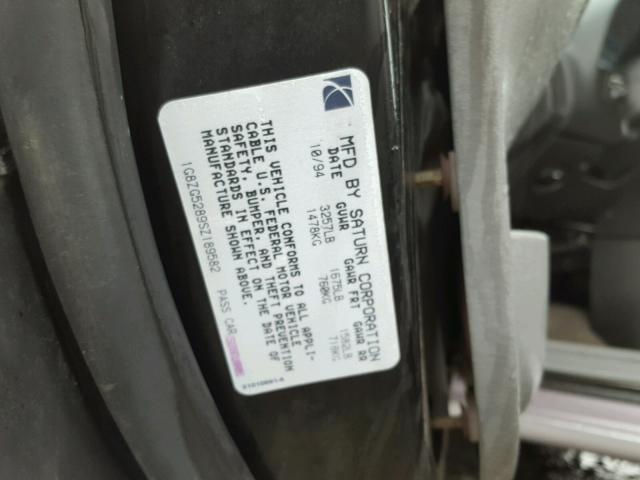 MFD BY SATURN CORPORATION
DATE GVWR GAWR FRT GAWR RR
10/94 3257LB 1675LB 1582LB
1478KG 760KG 718KG
THIS VEHICLE CONFORMS TO ALL APPLI-
CABLE U.S. FEDERAL MOTOR VEHICLE
SAFETY, BUMPER, AND THEFT PREVENTION
STANDARDS IN EFFECT ON THE DATE OF
MANUFACTURE SHOWN ABOVE.
1G8ZG5289SZ189582 PASS CAR